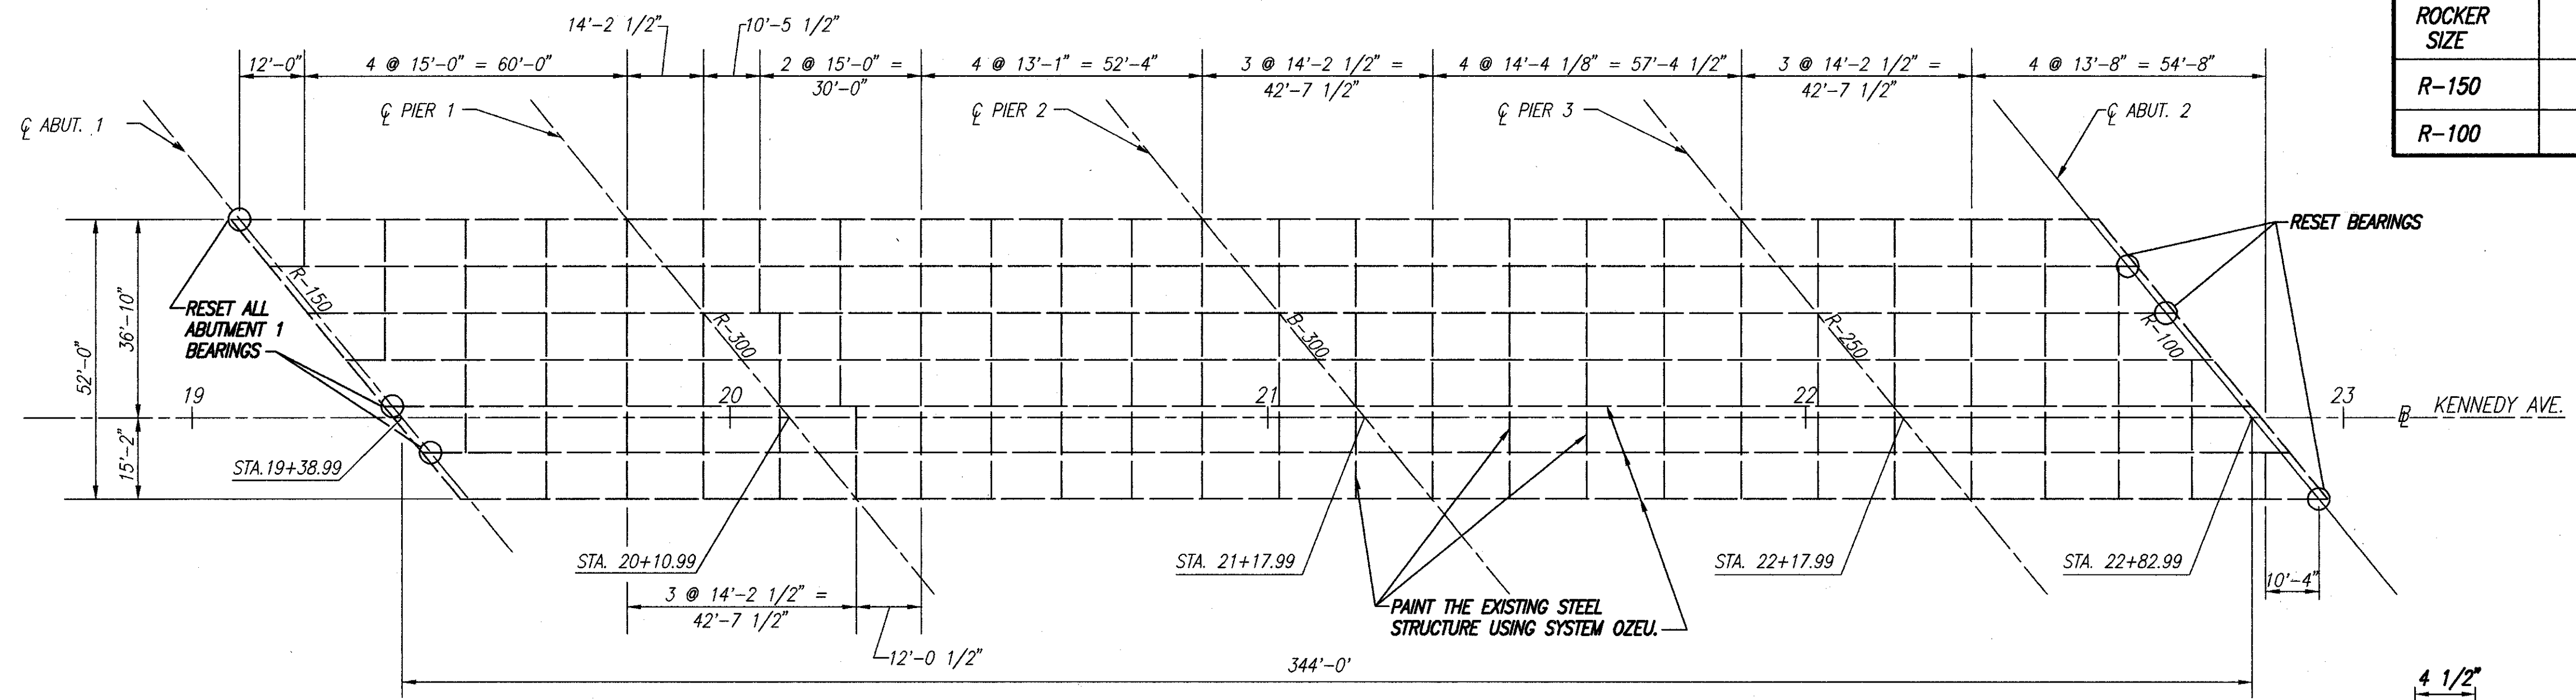 14'-2 1/2"
10'-5 1/2"
12'-0"
4 @ 15'-0" = 60'-0"
2 @ 15'-0" =
30'-0"
4 @ 13'-1" = 52'-4"
3 @ 14'-2 1/2" =
42'-7 1/2"
4 @ 14'-4 1/8" = 57'-4 1/2"
3 @ 14'-2 1/2" =
42'-7 1/2"
4 @ 13'-8" = 54'-8"
ROCKER
SIZE
R-150
R-100
℄ ABUT. 1
℄ PIER 1
℄ PIER 2
℄ PIER 3
℄ ABUT. 2
RESET BEARINGS
R-150
R-300
B-300
R-250
R-100
RESET ALL
ABUTMENT 1
BEARINGS
52'-0"
36'-10"
15'-2"
19
20
21
22
23
B KENNEDY AVE.
STA.19+38.99
STA. 20+10.99
STA. 21+17.99
STA. 22+17.99
STA. 22+82.99
10'-4"
3 @ 14'-2 1/2" =
42'-7 1/2"
12'-0 1/2"
PAINT THE EXISTING STEEL
STRUCTURE USING SYSTEM OZEU.
344'-0'
4 1/2"